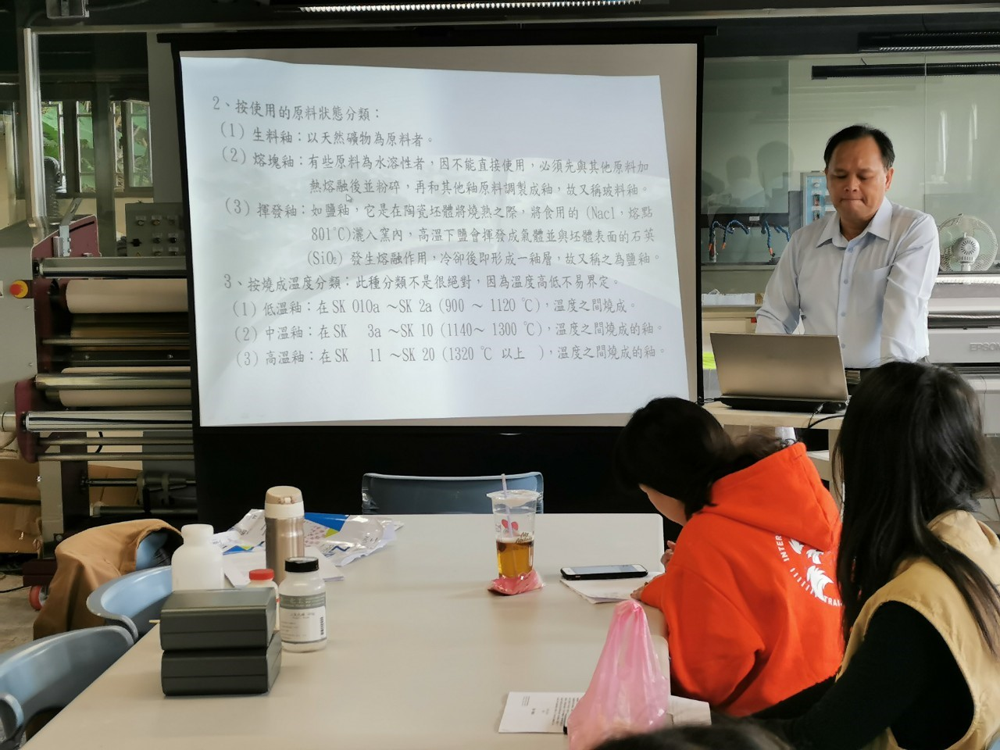 2、按使用的原料狀態分類：
(1) 生料釉：以天然礦物為原料者。
(2) 熔塊釉：有些原料為水溶性者，因不能直接使用，必須先與其他原料加
熱熔融後並粉碎，再和其他釉原料調製成釉，故又稱玻料釉。
(3) 揮發釉：如鹽釉，它是在陶瓷坯體將燒熟之際，將食用的 (Nacl，熔點
801℃)灑入窯內，高溫下鹽會揮發成氣體並與坯體表面的石英
(SiO₂) 發生熔融作用，冷卻後即形成一釉層，故又稱之為鹽釉。
3、按燒成溫度分類：此種分類不是很絕對，因為溫度高低不易界定。
(1) 低溫釉：在 SK 010a ～SK 2a (900 ～ 1120 ℃)，溫度之間燒成。
(2) 中溫釉：在 SK 3a ～SK 10 (1140～ 1300 ℃)，溫度之間燒成的釉。
(3) 高溫釉：在 SK 11 ～SK 20 (1320 ℃ 以上 )，溫度之間燒成的釉。
EPSON